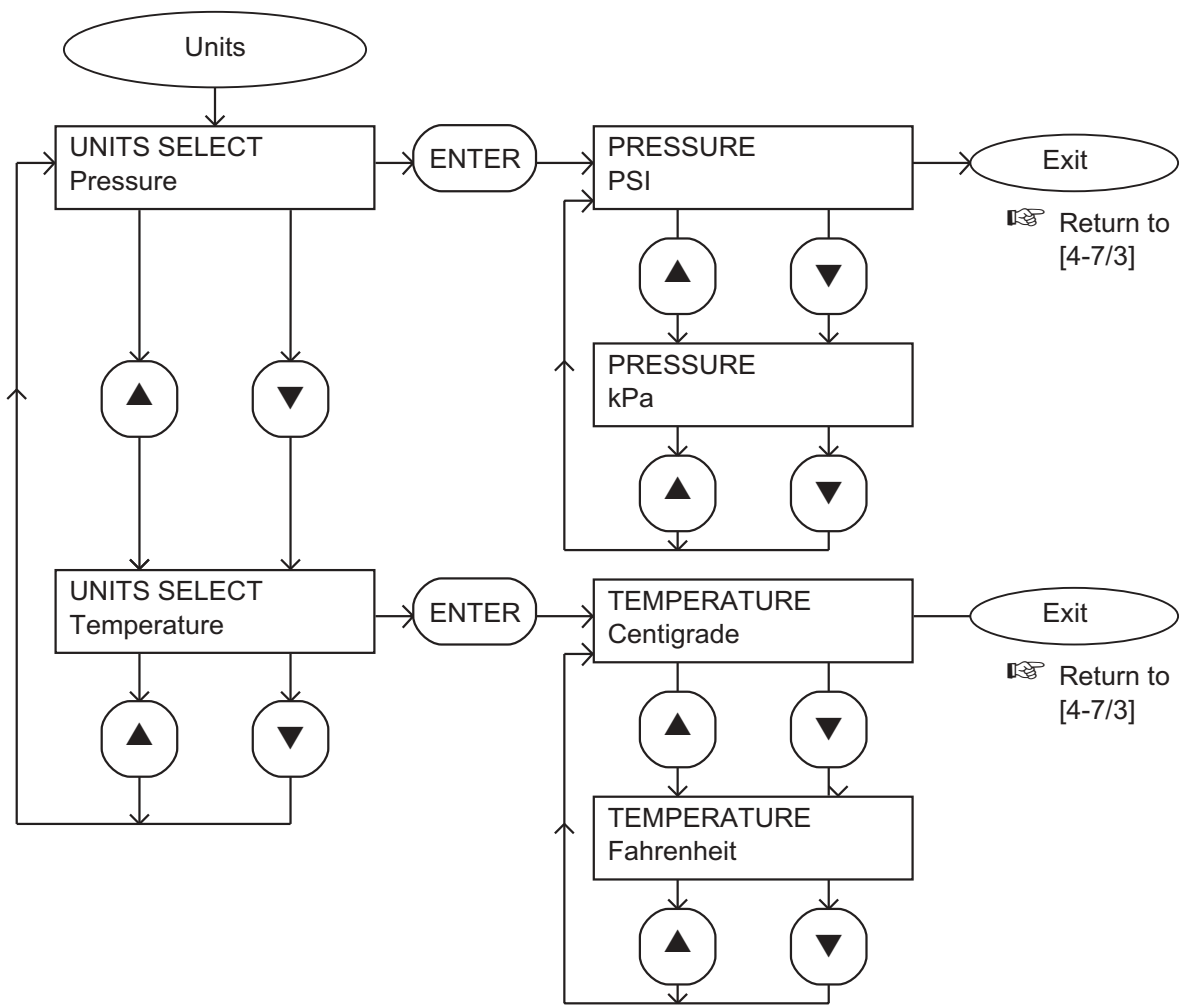 Units
UNITS SELECT
Pressure
ENTER
PRESSURE
PSI
Exit
☞ Return to
[4-7/3]
▲
▼
PRESSURE
kPa
▲
▼
▲
▼
UNITS SELECT
Temperature
ENTER
TEMPERATURE
Centigrade
Exit
☞ Return to
[4-7/3]
▲
▼
▲
▼
TEMPERATURE
Fahrenheit
▲
▼